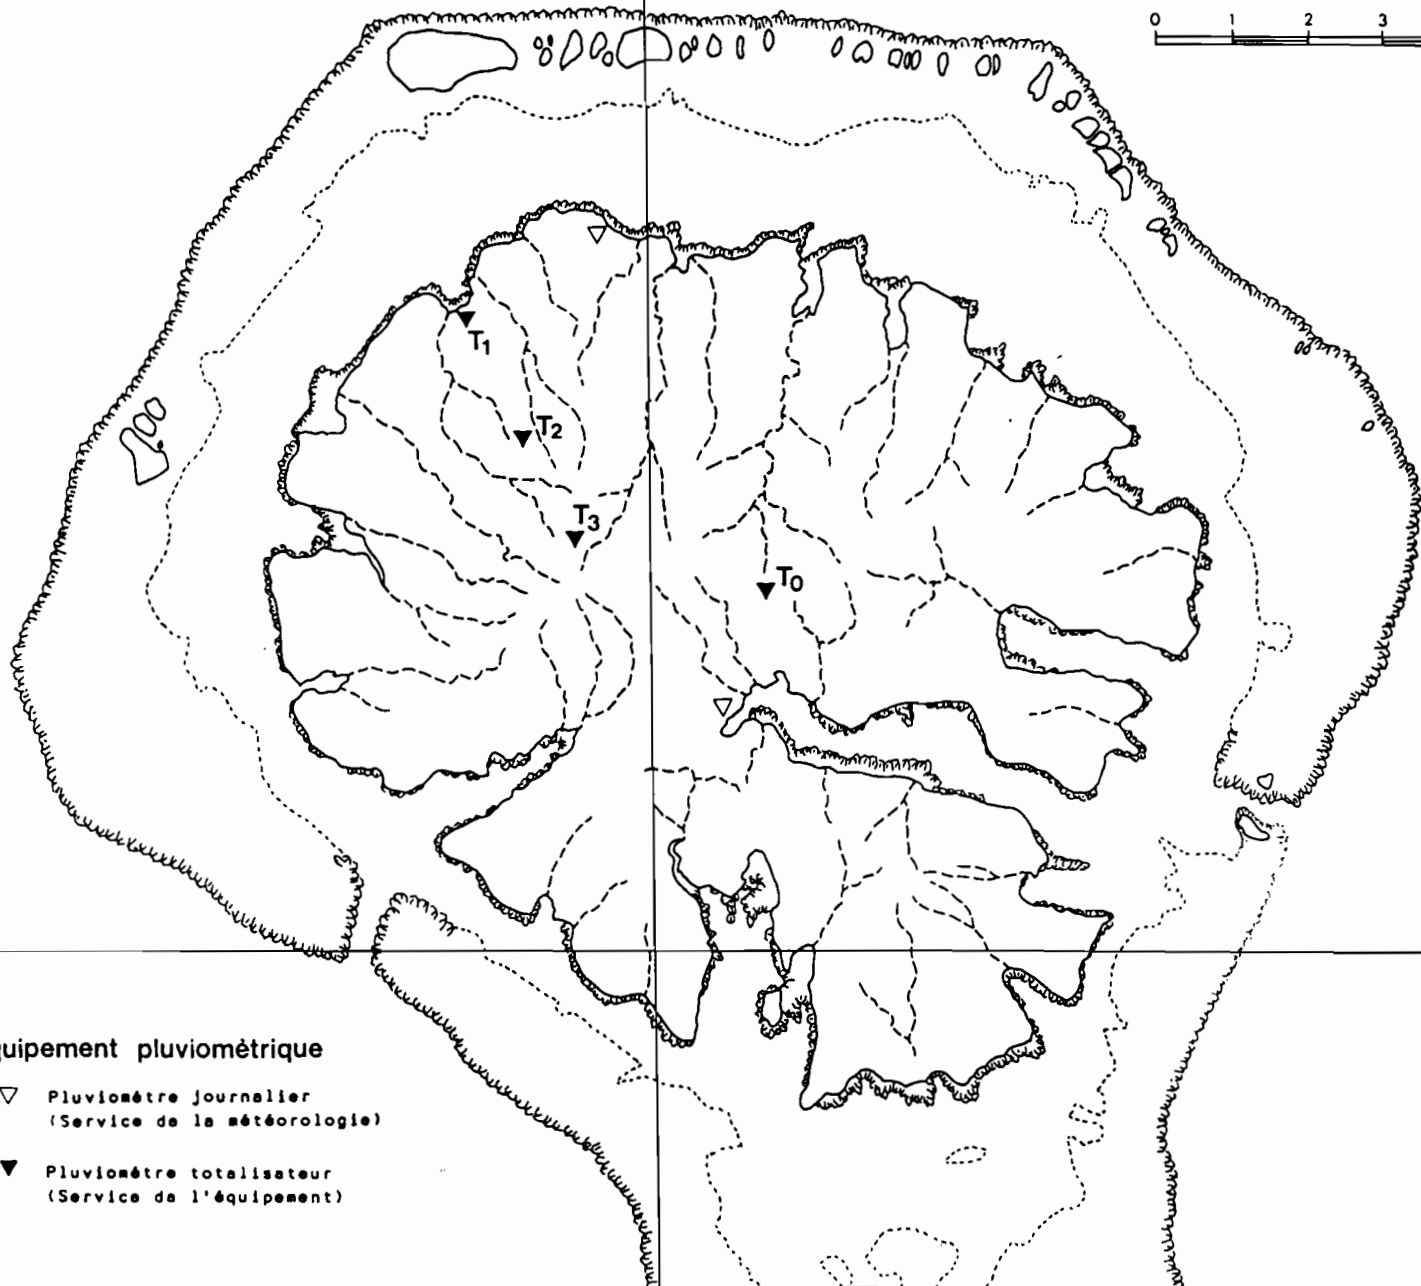 0 1 2 3
T1
T2
T3
T0
quipement pluviométrique
Pluviomètre journalier
(Service de la météorologie)
Pluviomètre totalisateur
(Service de l'équipement)